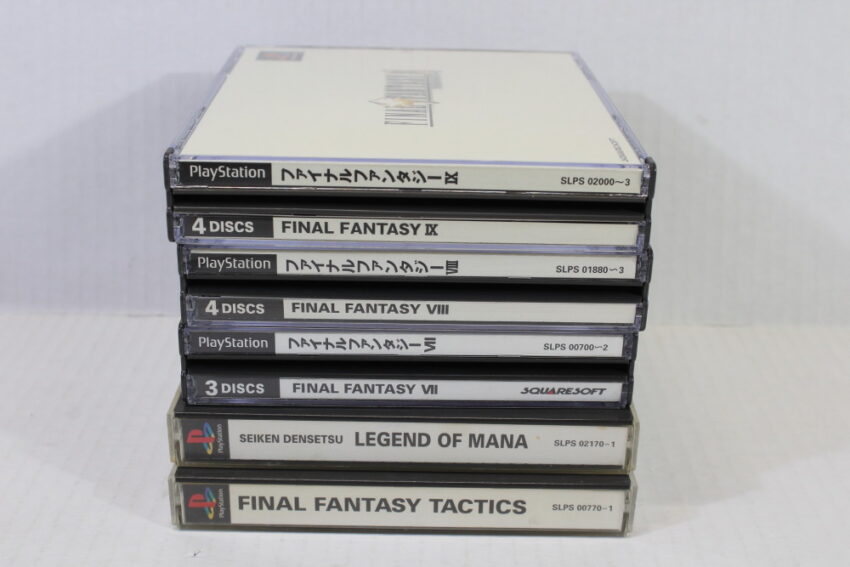 FINAL FANTASY IX
PlayStation ファイナルファンタジーIX SLPS 02000~3
4 DISCS FINAL FANTASY IX
PlayStation ファイナルファンタジーVIII SLPS 01880~3
4 DISCS FINAL FANTASY VIII
PlayStation ファイナルファンタジーVII SLPS 00700~2
3 DISCS FINAL FANTASY VII SQUARESOFT
PlayStation SEIKEN DENSETSU LEGEND OF MANA SLPS 02170-1
PlayStation FINAL FANTASY TACTICS SLPS 00770-1